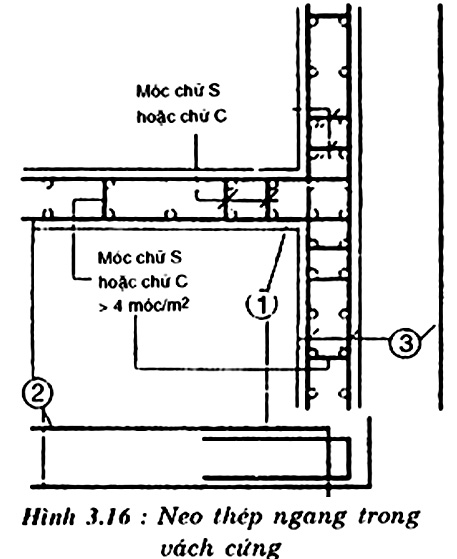 Móc chữ S
hoặc chữ C
Móc chữ S
hoặc chữ C
> 4 móc/m²
1
3
2
Hình 3.16 : Neo thép ngang trong
vách cứng